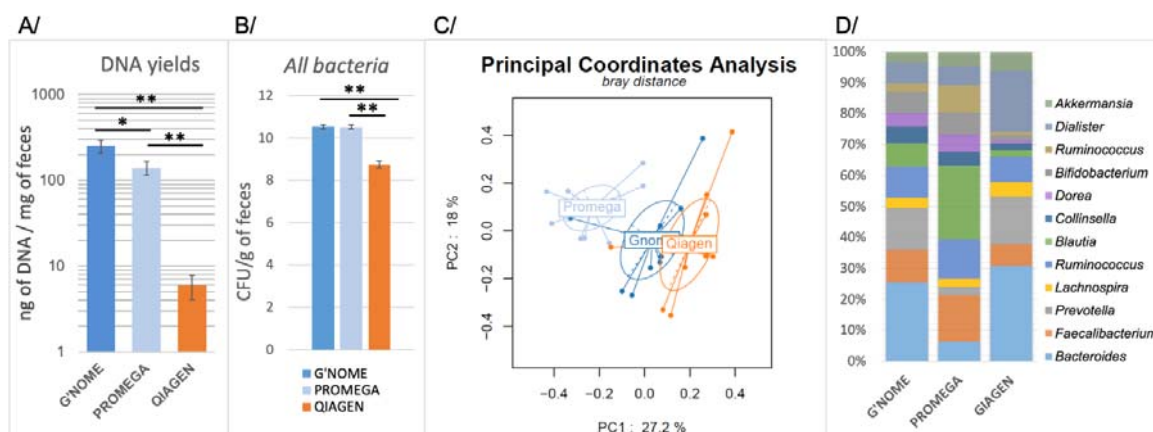 A/
DNA yields
ng of DNA / mg of feces
1000
100
10
1
**
*
**
G'NOME
PROMEGA
QIAGEN
B/
All bacteria
CFU/g of feces
12
10
8
6
4
2
0
**
**
G'NOME
PROMEGA
QIAGEN
C/
Principal Coordinates Analysis
bray distance
PC2 : 18 %
0.4
0.2
0.0
−0.2
−0.4
Promega
Gnom
Qiagen
−0.4 −0.2 0.0 0.2 0.4
PC1 : 27.2 %
D/
100%
90%
80%
70%
60%
50%
40%
30%
20%
10%
0%
G'NOME
PROMEGA
GIAGEN
Akkermansia
Dialister
Ruminococcus
Bifidobacterium
Dorea
Collinsella
Blautia
Ruminococcus
Lachnospira
Prevotella
Faecalibacterium
Bacteroides